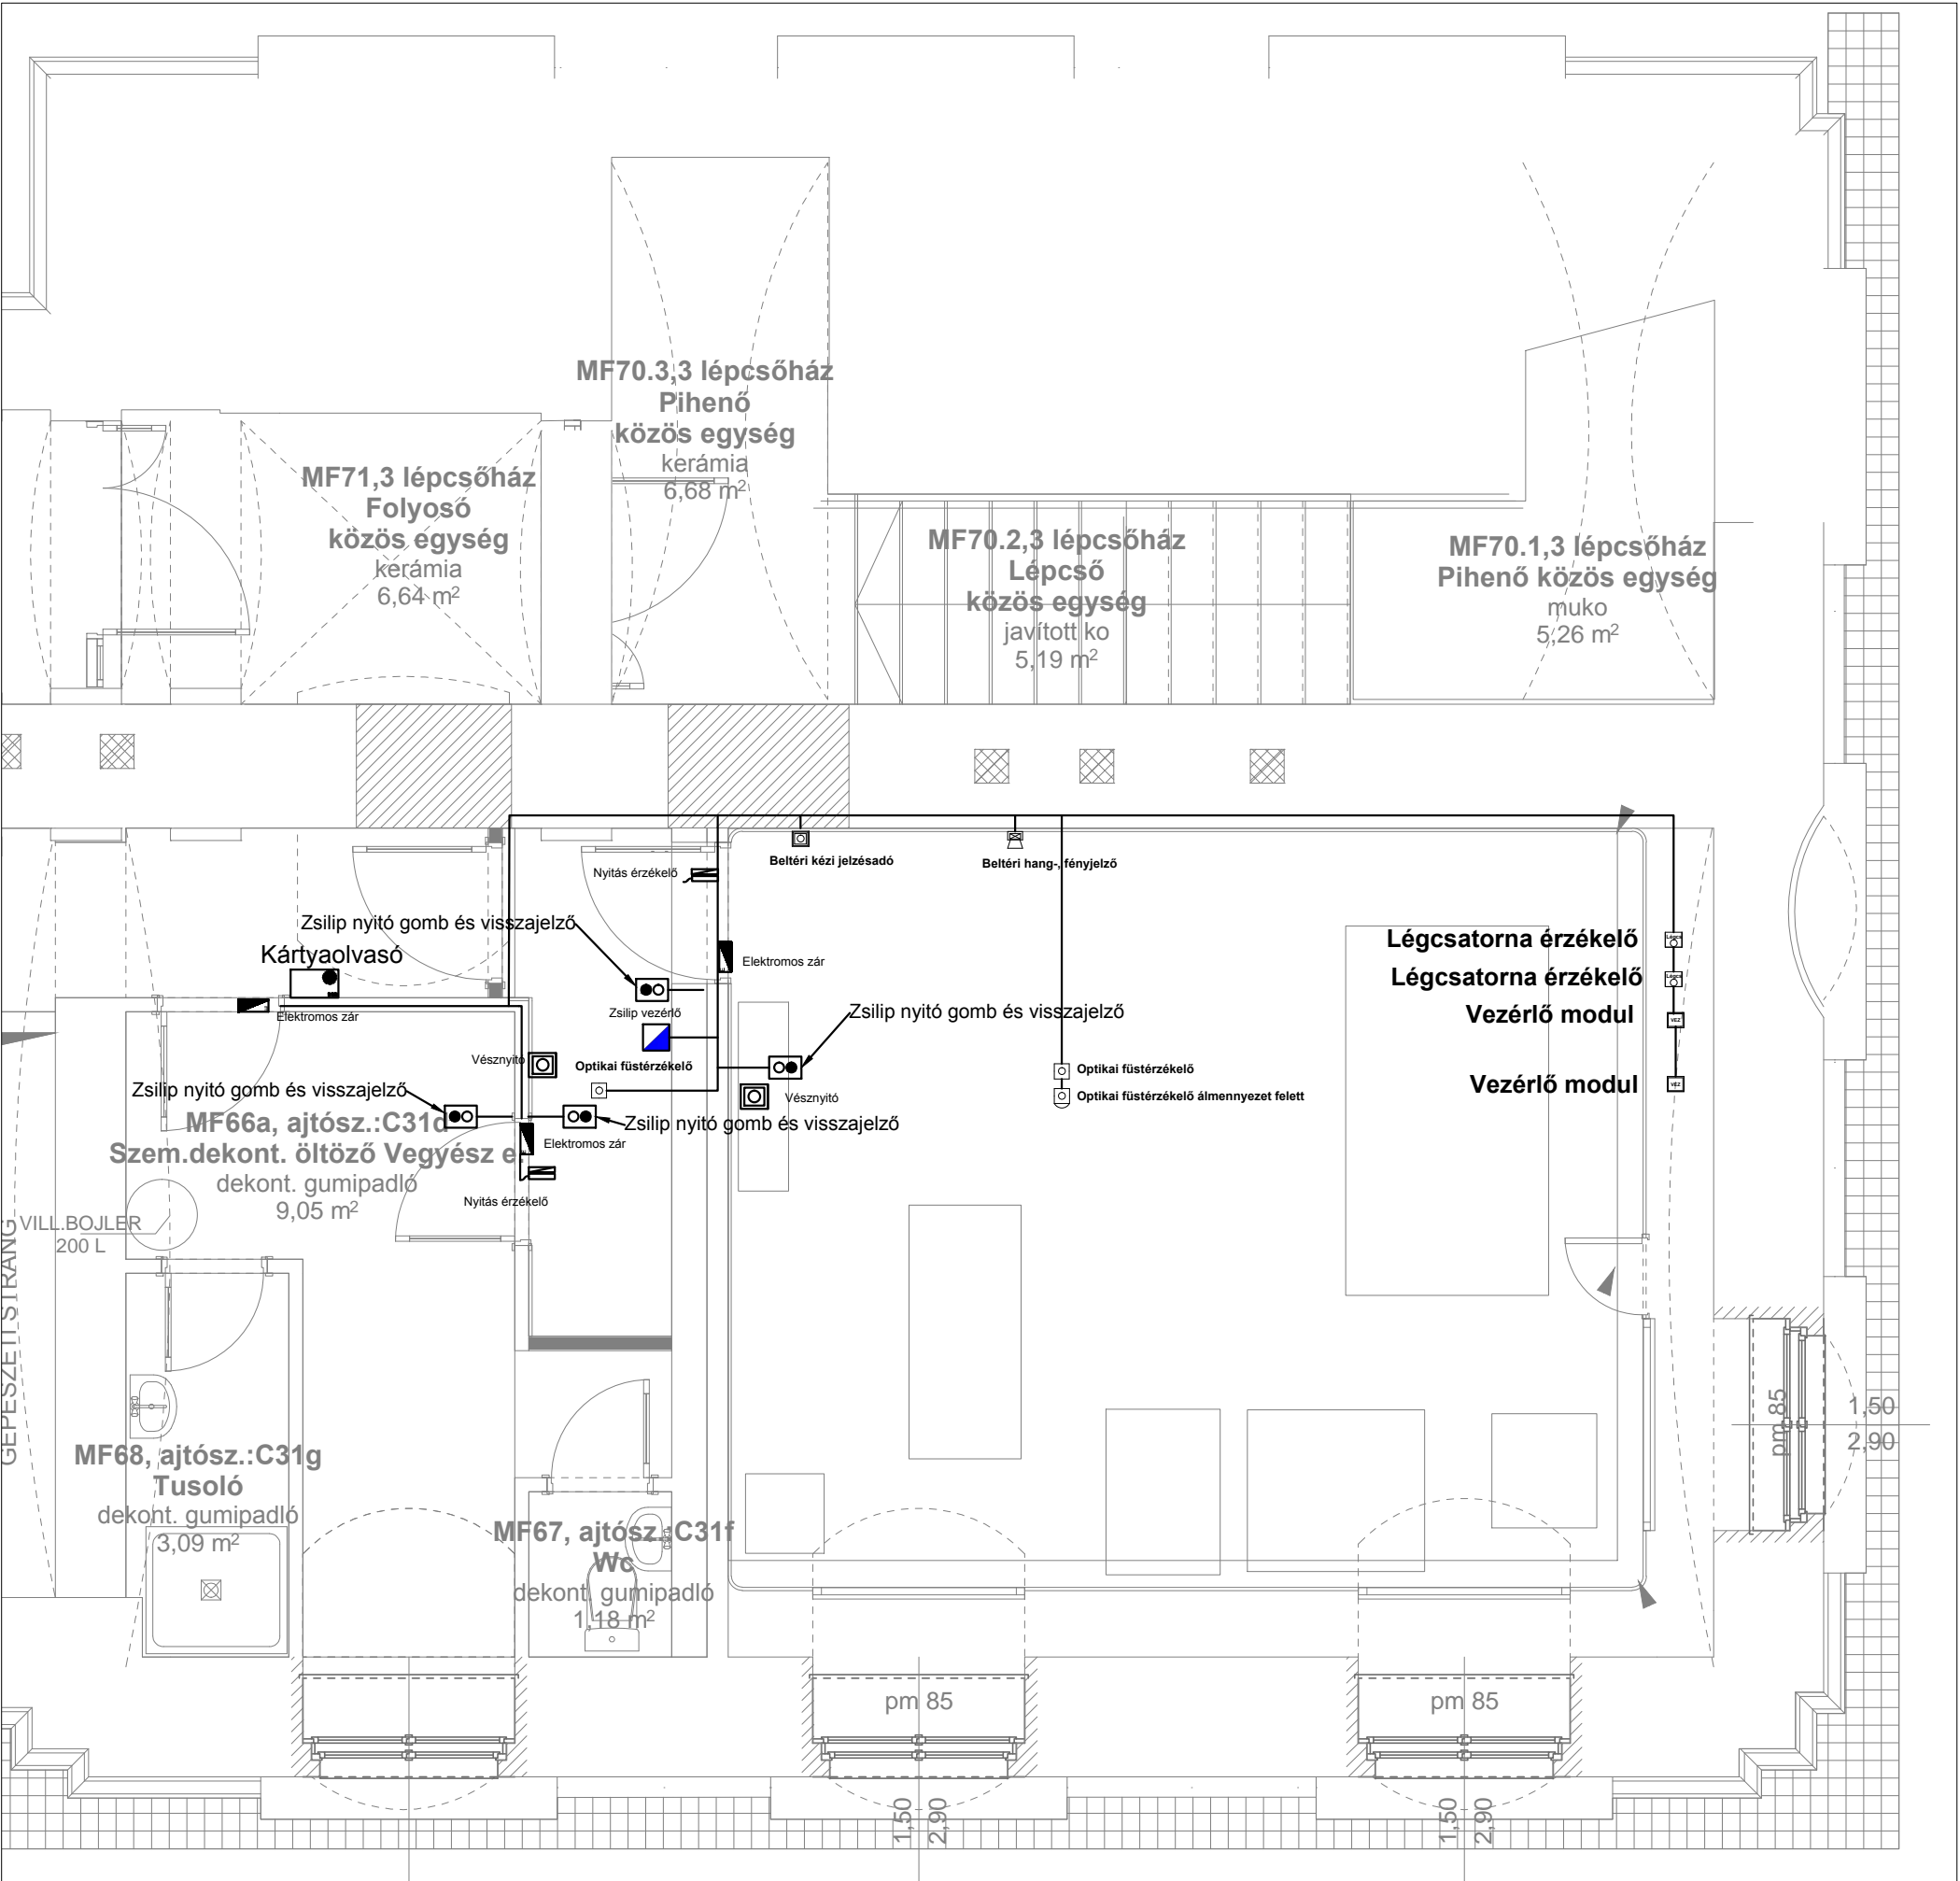 MF70.3,3 lépcsőház
Pihenő
közös egység
kerámia
6,68 m²
MF71,3 lépcsőház
Folyosó
közös egység
kerámia
6,64 m²
MF70.2,3 lépcsőház
Lépcső
közös egység
javított ko
5,19 m²
MF70.1,3 lépcsőház
Pihenő közös egység
muko
5,26 m²
Beltéri kézi jelzésadó
Beltéri hang-, fényjelző
Nyitás érzékelő
Zsilip nyitó gomb és visszajelző
Kártyaolvasó
Elektromos zár
Légcsatorna érzékelő
Légcsatorna érzékelő
Vezérlő modul
VEZ
Vezérlő modul
VEZ
Elektromos zár
Zsilip vezérlő
Zsilip nyitó gomb és visszajelző
Vésznyitó
Optikai füstérzékelő
Optikai füstérzékelő
Optikai füstérzékelő álmennyezet felett
Zsilip nyitó gomb és visszajelző
Vésznyitó
Zsilip nyitó gomb és visszajelző
Elektromos zár
MF66a, ajtósz.:C31d
Szem.dekont. öltöző Vegyész e.
dekont. gumipadló
9,05 m²
Nyitás érzékelő
VILL.BOJLER
200 L
GÉPÉSZETI STRANG
MF68, ajtósz.:C31g
Tusoló
dekont. gumipadló
3,09 m²
MF67, ajtósz.:C31f
Wc
dekont. gumipadló
1,18 m²
pm 85
1,50
2,90
pm 85
pm 85
1,50
2,90
1,50
2,90